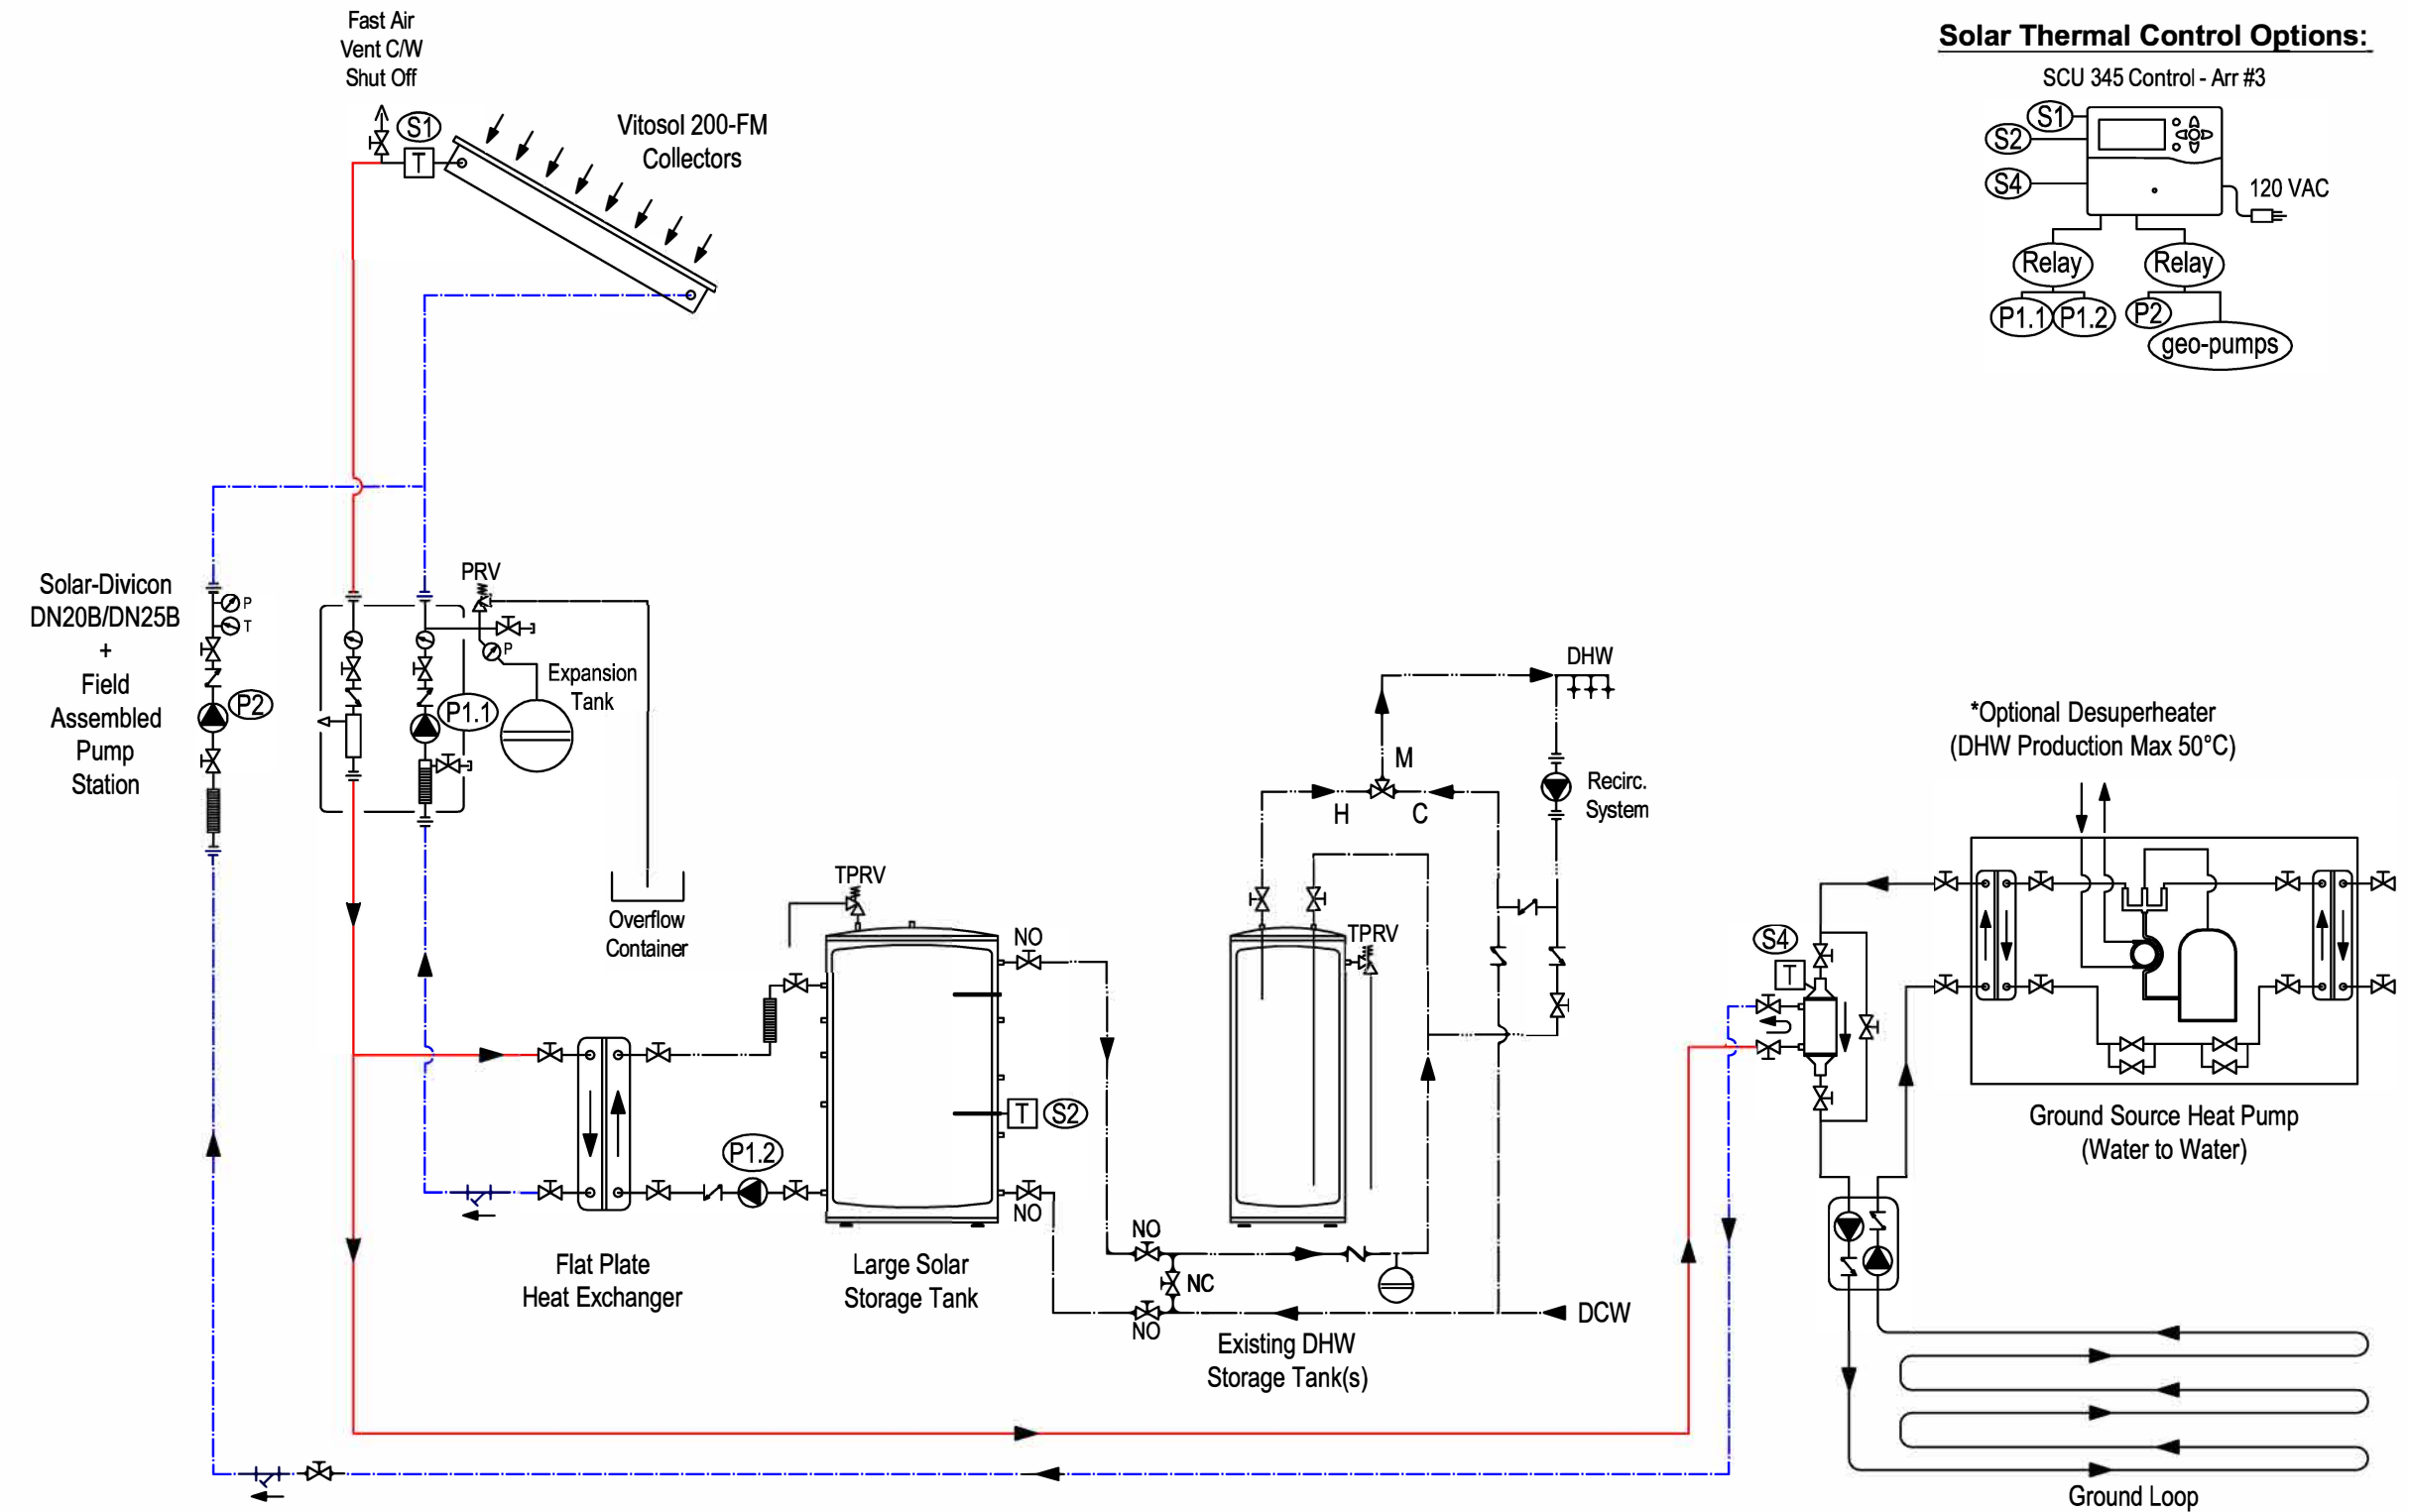 Fast Air
Vent C/W
Shut Off
S1
T
Vitosol 200-FM
Collectors
Solar Thermal Control Options:
SCU 345 Control - Arr #3
S1
S2
S4
120 VAC
Relay
Relay
P1.1
P1.2
P2
geo-pumps
Solar-Divicon
DN20B/DN25B
+
Field
Assembled
Pump
Station
P
T
P2
PRV
P
P1.1
Expansion
Tank
Overflow
Container
TPRV
NO
T
S2
P1.2
NO
Flat Plate
Heat Exchanger
Large Solar
Storage Tank
DHW
M
H
C
Recirc.
System
TPRV
NO
NC
NO
DCW
Existing DHW
Storage Tank(s)
*Optional Desuperheater
(DHW Production Max 50°C)
S4
T
Ground Source Heat Pump
(Water to Water)
Ground Loop